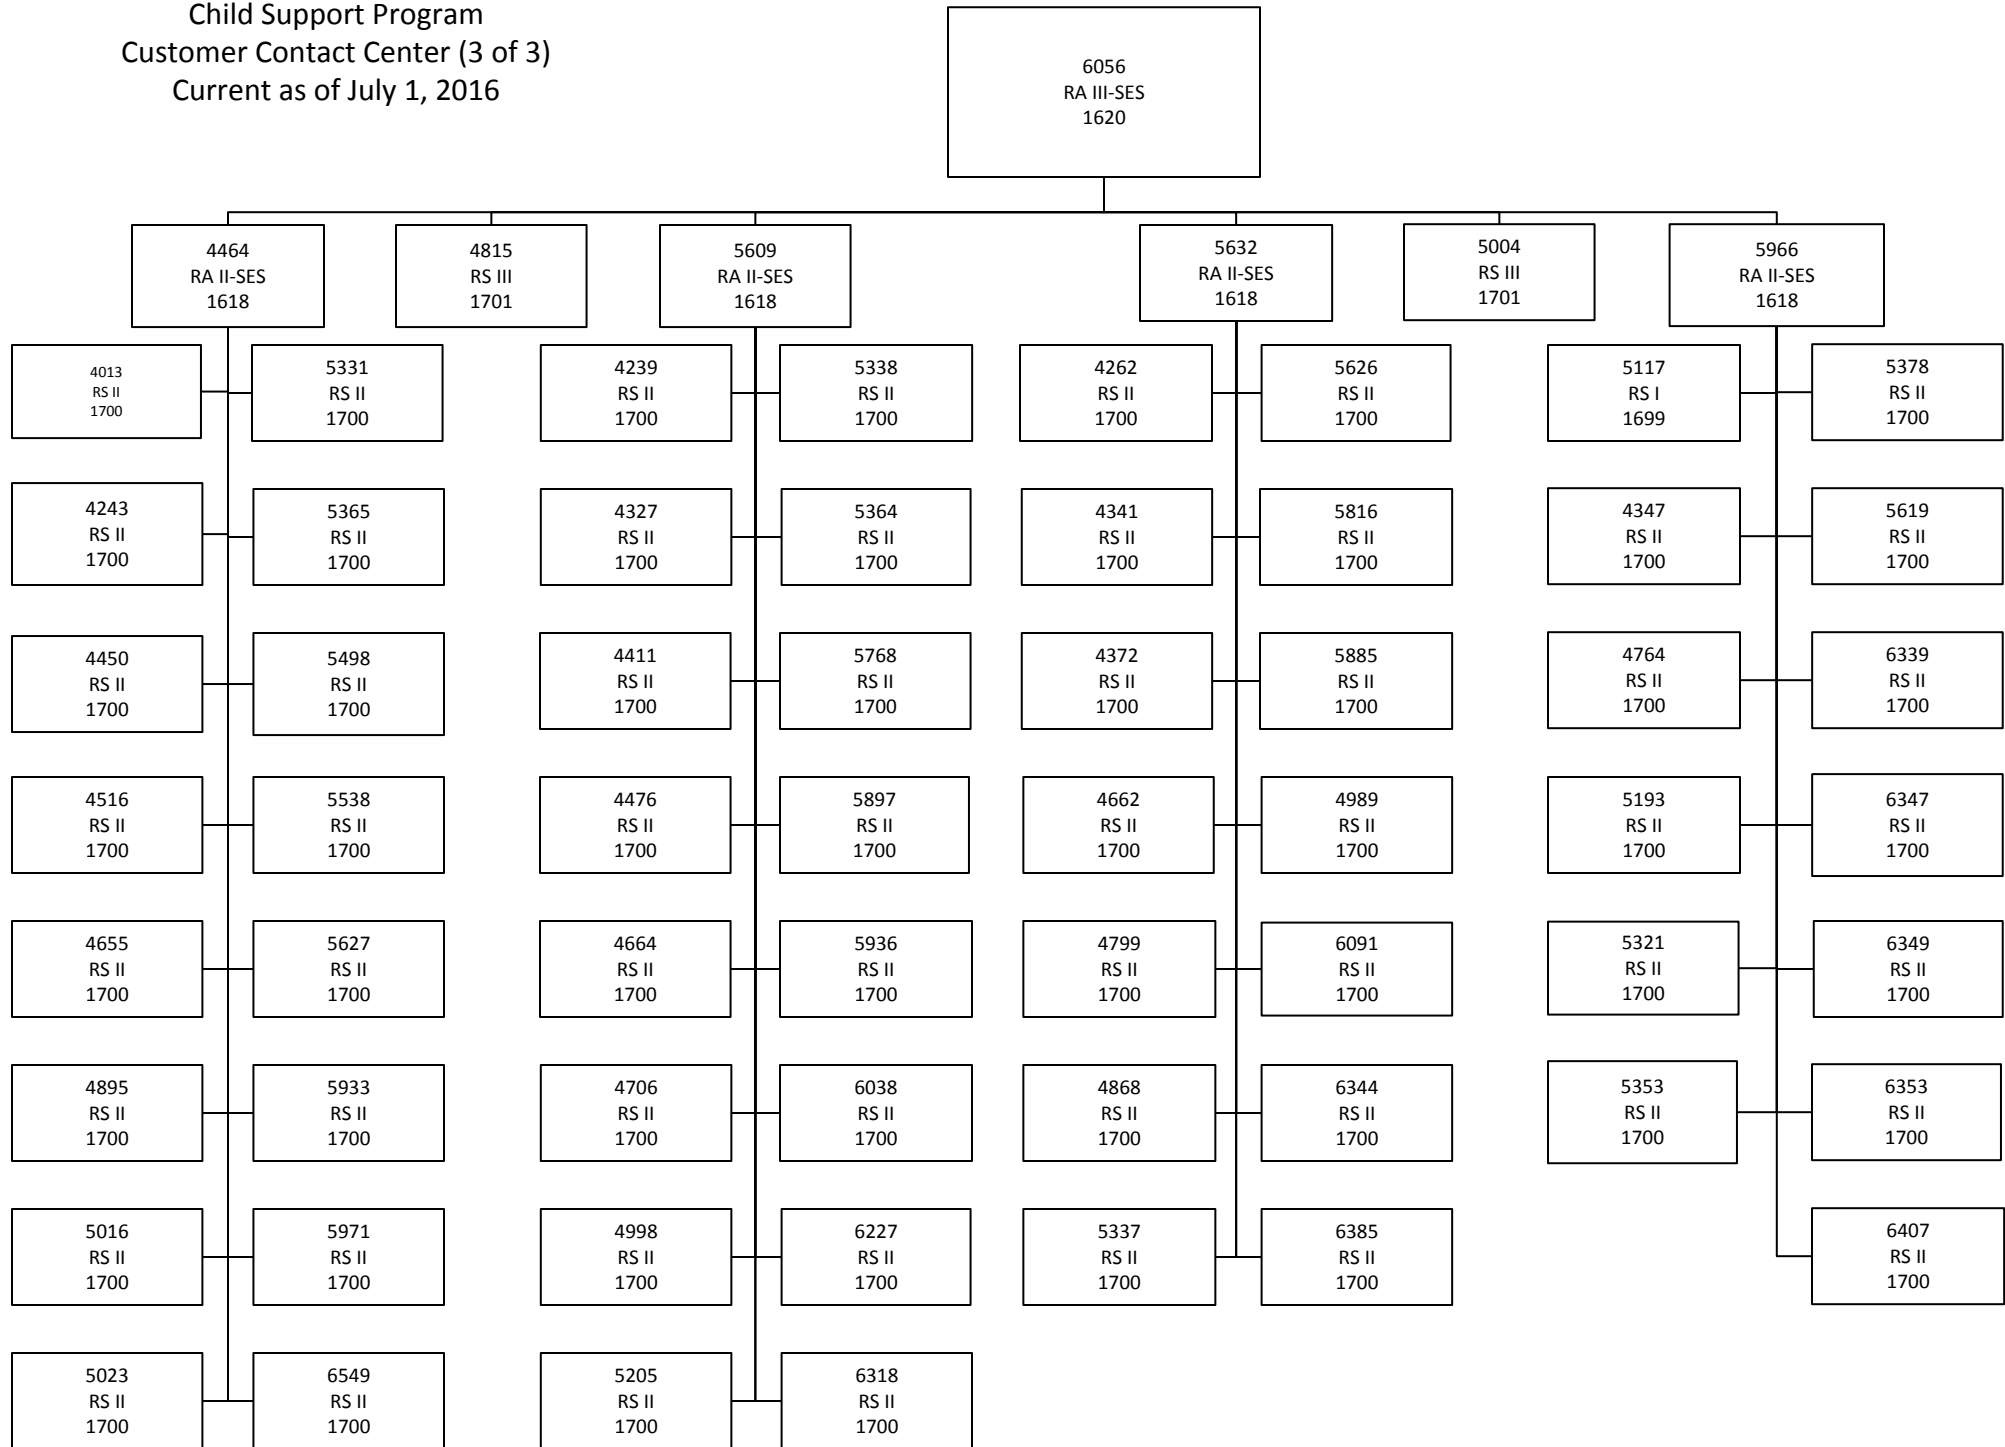 Child Support Program
Customer Contact Center (3 of 3)
Current as of July 1, 2016
6056
RA III-SES
1620
4464
RA II-SES
1618
4815
RS III
1701
5609
RA II-SES
1618
5632
RA II-SES
1618
5004
RS III
1701
5966
RA II-SES
1618
4013
RS II
1700
5331
RS II
1700
4239
RS II
1700
5338
RS II
1700
4262
RS II
1700
5626
RS II
1700
5117
RS I
1699
5378
RS II
1700
4243
RS II
1700
5365
RS II
1700
4327
RS II
1700
5364
RS II
1700
4341
RS II
1700
5816
RS II
1700
4347
RS II
1700
5619
RS II
1700
4450
RS II
1700
5498
RS II
1700
4411
RS II
1700
5768
RS II
1700
4372
RS II
1700
5885
RS II
1700
4764
RS II
1700
6339
RS II
1700
4516
RS II
1700
5538
RS II
1700
4476
RS II
1700
5897
RS II
1700
4662
RS II
1700
4989
RS II
1700
5193
RS II
1700
6347
RS II
1700
4655
RS II
1700
5627
RS II
1700
4664
RS II
1700
5936
RS II
1700
4799
RS II
1700
6091
RS II
1700
5321
RS II
1700
6349
RS II
1700
4895
RS II
1700
5933
RS II
1700
4706
RS II
1700
6038
RS II
1700
4868
RS II
1700
6344
RS II
1700
5353
RS II
1700
6353
RS II
1700
5016
RS II
1700
5971
RS II
1700
4998
RS II
1700
6227
RS II
1700
5337
RS II
1700
6385
RS II
1700
6407
RS II
1700
5023
RS II
1700
6549
RS II
1700
5205
RS II
1700
6318
RS II
1700